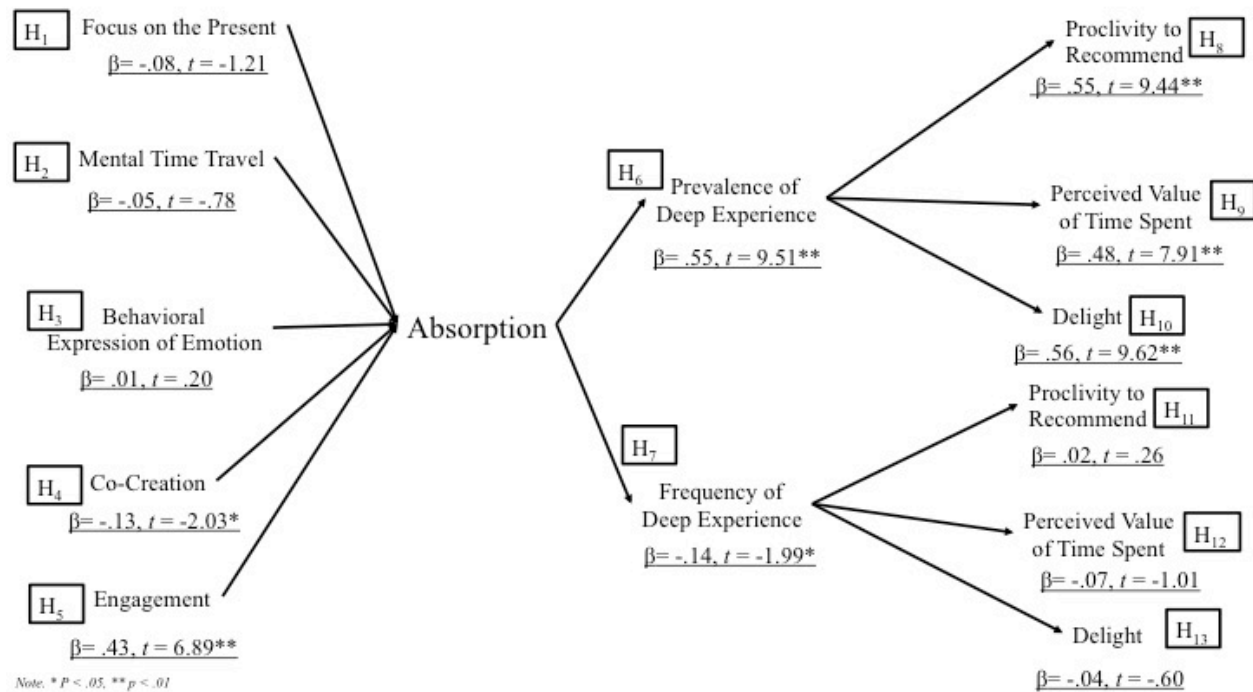 H₁ Focus on the Present
β= -.08, t = -1.21
H₂ Mental Time Travel
β= -.05, t = -.78
H₃ Behavioral
Expression of Emotion
β= .01, t = .20
H₄ Co-Creation
β= -.13, t = -2.03*
H₅ Engagement
β= .43, t = 6.89**
Note. * P < .05, ** p < .01
Absorption
H₆ Prevalence of
Deep Experience
β= .55, t = 9.51**
H₇
Frequency of
Deep Experience
β= -.14, t = -1.99*
Proclivity to
Recommend H₈
β= .55, t = 9.44**
Perceived Value
of Time Spent H₉
β= .48, t = 7.91**
Delight H₁₀
β= .56, t = 9.62**
Proclivity to
Recommend H₁₁
β= .02, t = .26
Perceived Value
of Time Spent H₁₂
β= -.07, t = -1.01
Delight H₁₃
β= -.04, t = -.60